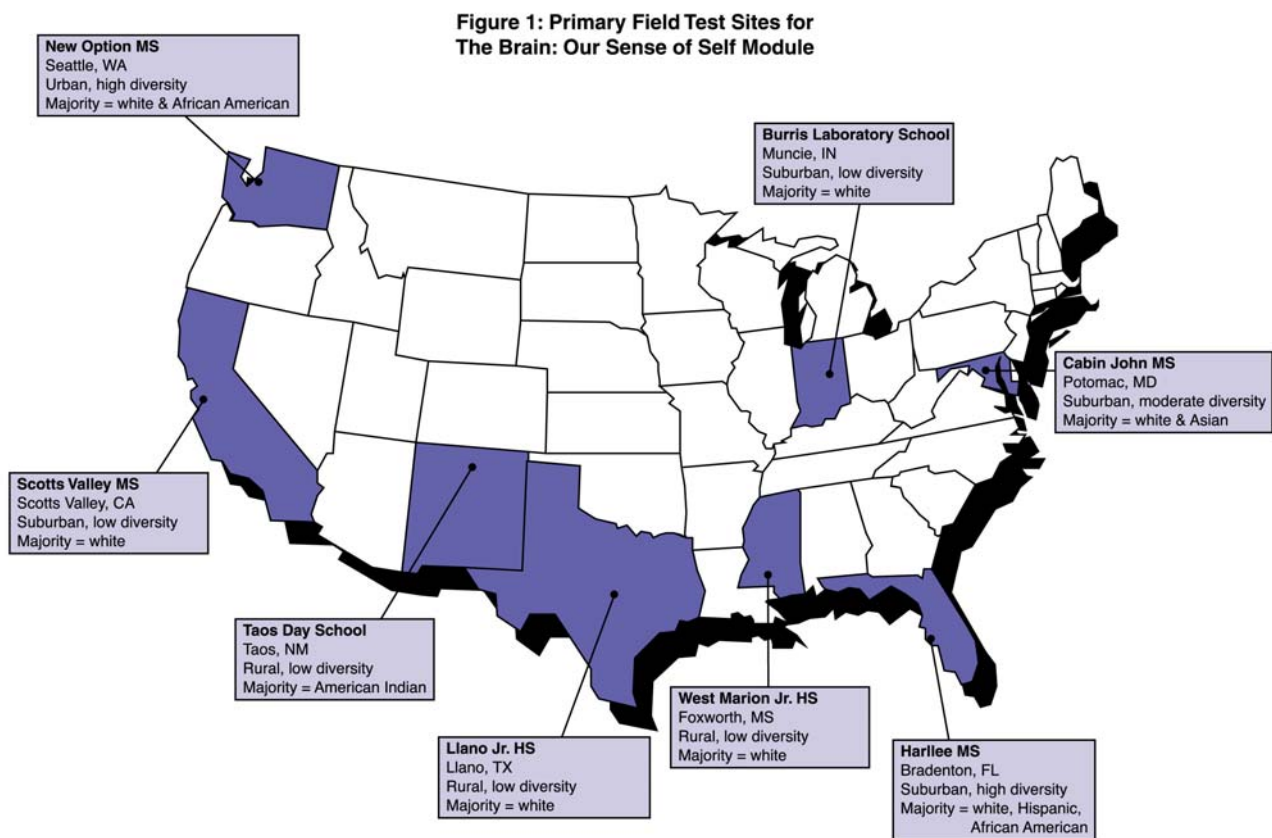 Figure 1: Primary Field Test Sites for
The Brain: Our Sense of Self Module
New Option MS
Seattle, WA
Urban, high diversity
Majority = white & African American
Burris Laboratory School
Muncie, IN
Suburban, low diversity
Majority = white
Cabin John MS
Potomac, MD
Suburban, moderate diversity
Majority = white & Asian
Scotts Valley MS
Scotts Valley, CA
Suburban, low diversity
Majority = white
Taos Day School
Taos, NM
Rural, low diversity
Majority = American Indian
Llano Jr. HS
Llano, TX
Rural, low diversity
Majority = white
West Marion Jr. HS
Foxworth, MS
Rural, low diversity
Majority = white
Harllee MS
Bradenton, FL
Suburban, high diversity
Majority = white, Hispanic,
African American